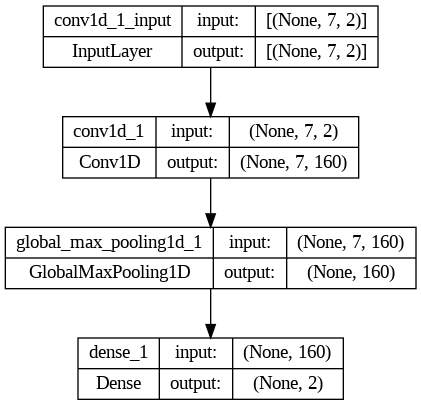 conv1d_1_input input: [(None, 7, 2)]
InputLayer output: [(None, 7, 2)]
conv1d_1 input: (None, 7, 2)
Conv1D output: (None, 7, 160)
global_max_pooling1d_1 input: (None, 7, 160)
GlobalMaxPooling1D output: (None, 160)
dense_1 input: (None, 160)
Dense output: (None, 2)